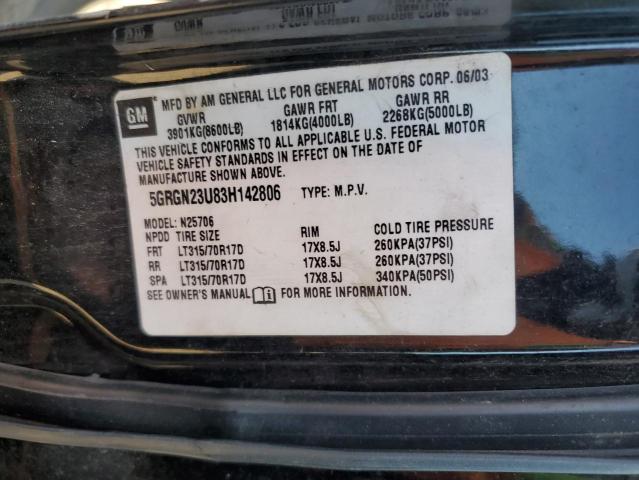 GM
MFD BY AM GENERAL LLC FOR GENERAL MOTORS CORP. 06/03
GVWR GAWR FRT GAWR RR
3901KG(8600LB) 1814KG(4000LB) 2268KG(5000LB)
THIS VEHICLE CONFORMS TO ALL APPLICABLE U.S. FEDERAL MOTOR
VEHICLE SAFETY STANDARDS IN EFFECT ON THE DATE OF
MANUFACTURE SHOWN ABOVE.
5GRGN23U83H142806 TYPE: M.P.V.
MODEL: N25706
NPDD TIRE SIZE RIM COLD TIRE PRESSURE
FRT LT315/70R17D 17X8.5J 260KPA(37PSI)
RR LT315/70R17D 17X8.5J 260KPA(37PSI)
SPA LT315/70R17D 17X8.5J 340KPA(50PSI)
SEE OWNER'S MANUAL FOR MORE INFORMATION.